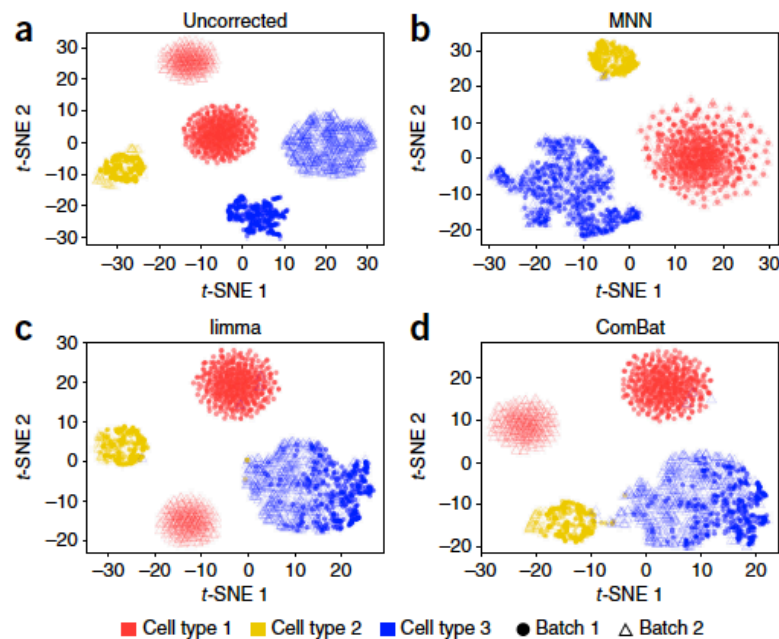 a Uncorrected
30
20
10
0
−10
−20
−30
−30 −20 −10 0 10 20 30
t-SNE 2
t-SNE 1
b MNN
30
20
10
0
−10
−20
−30 −20 −10 0 10 20 30
t-SNE 2
t-SNE 1
c limma
30
20
10
0
−10
−20
−30 −20 −10 0 10 20
t-SNE 2
t-SNE 1
d ComBat
20
10
0
−10
−20
−30 −20 −10 0 10 20
t-SNE 2
t-SNE 1
Cell type 1 Cell type 2 Cell type 3 Batch 1 Batch 2